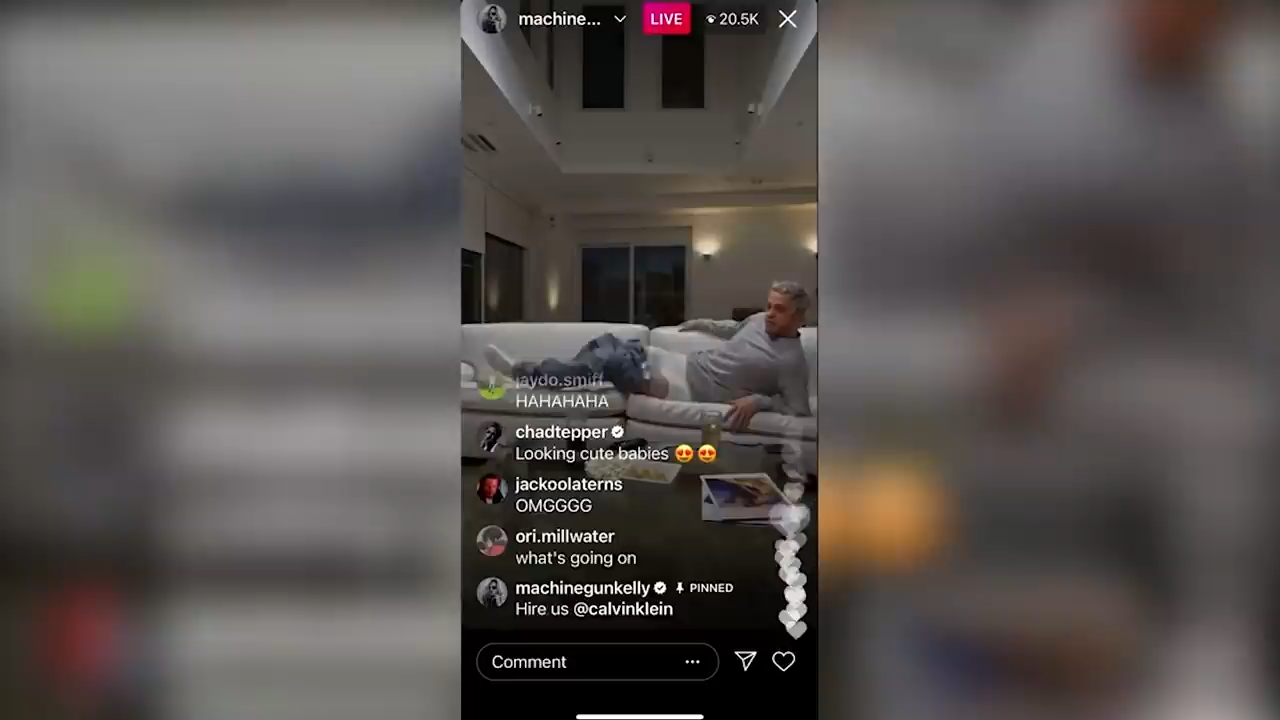 machine...
LIVE
20.5K
jaydo.smiff
HAHAHAHA
chadtepper
Looking cute babies 😍😍
jackoolaterns
OMGGGG
ori.millwater
what's going on
machinegunkelly PINNED
Hire us @calvinklein
Comment